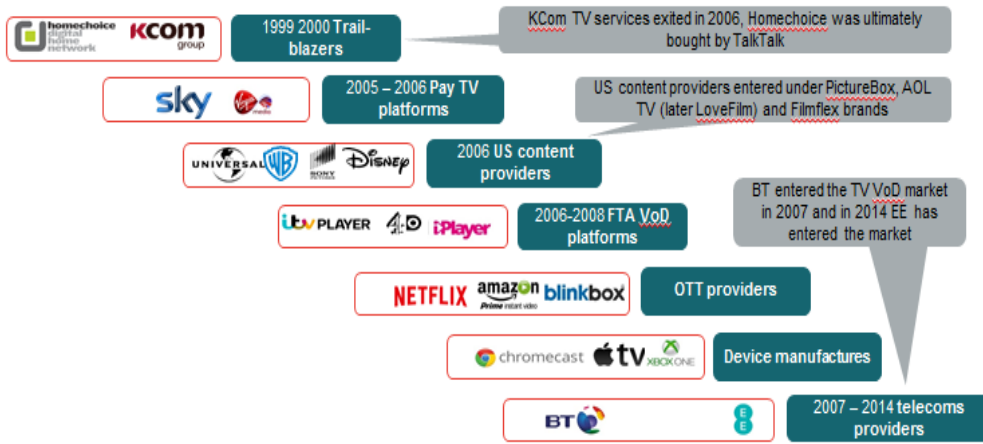 homechoice
digital
home
network
KCOM
group
1999 2000 Trail-
blazers
KCom TV services exited in 2006, Homechoice was ultimately
bought by TalkTalk
sky
Virgin
media
2005 – 2006 Pay TV
platforms
US content providers entered under PictureBox, AOL
TV (later LoveFilm) and Filmflex brands
UNIVERSAL
WB
SONY
PICTURES
DISNEY
2006 US content
providers
BT entered the TV VoD market
in 2007 and in 2014 EE has
entered the market
itv PLAYER
4oD
iPlayer
2006-2008 FTA VoD
platforms
NETFLIX
amazon
Prime instant video
blinkbox
OTT providers
chromecast
tv
XBOX ONE
Device manufactures
BT
EE
2007 – 2014 telecoms
providers